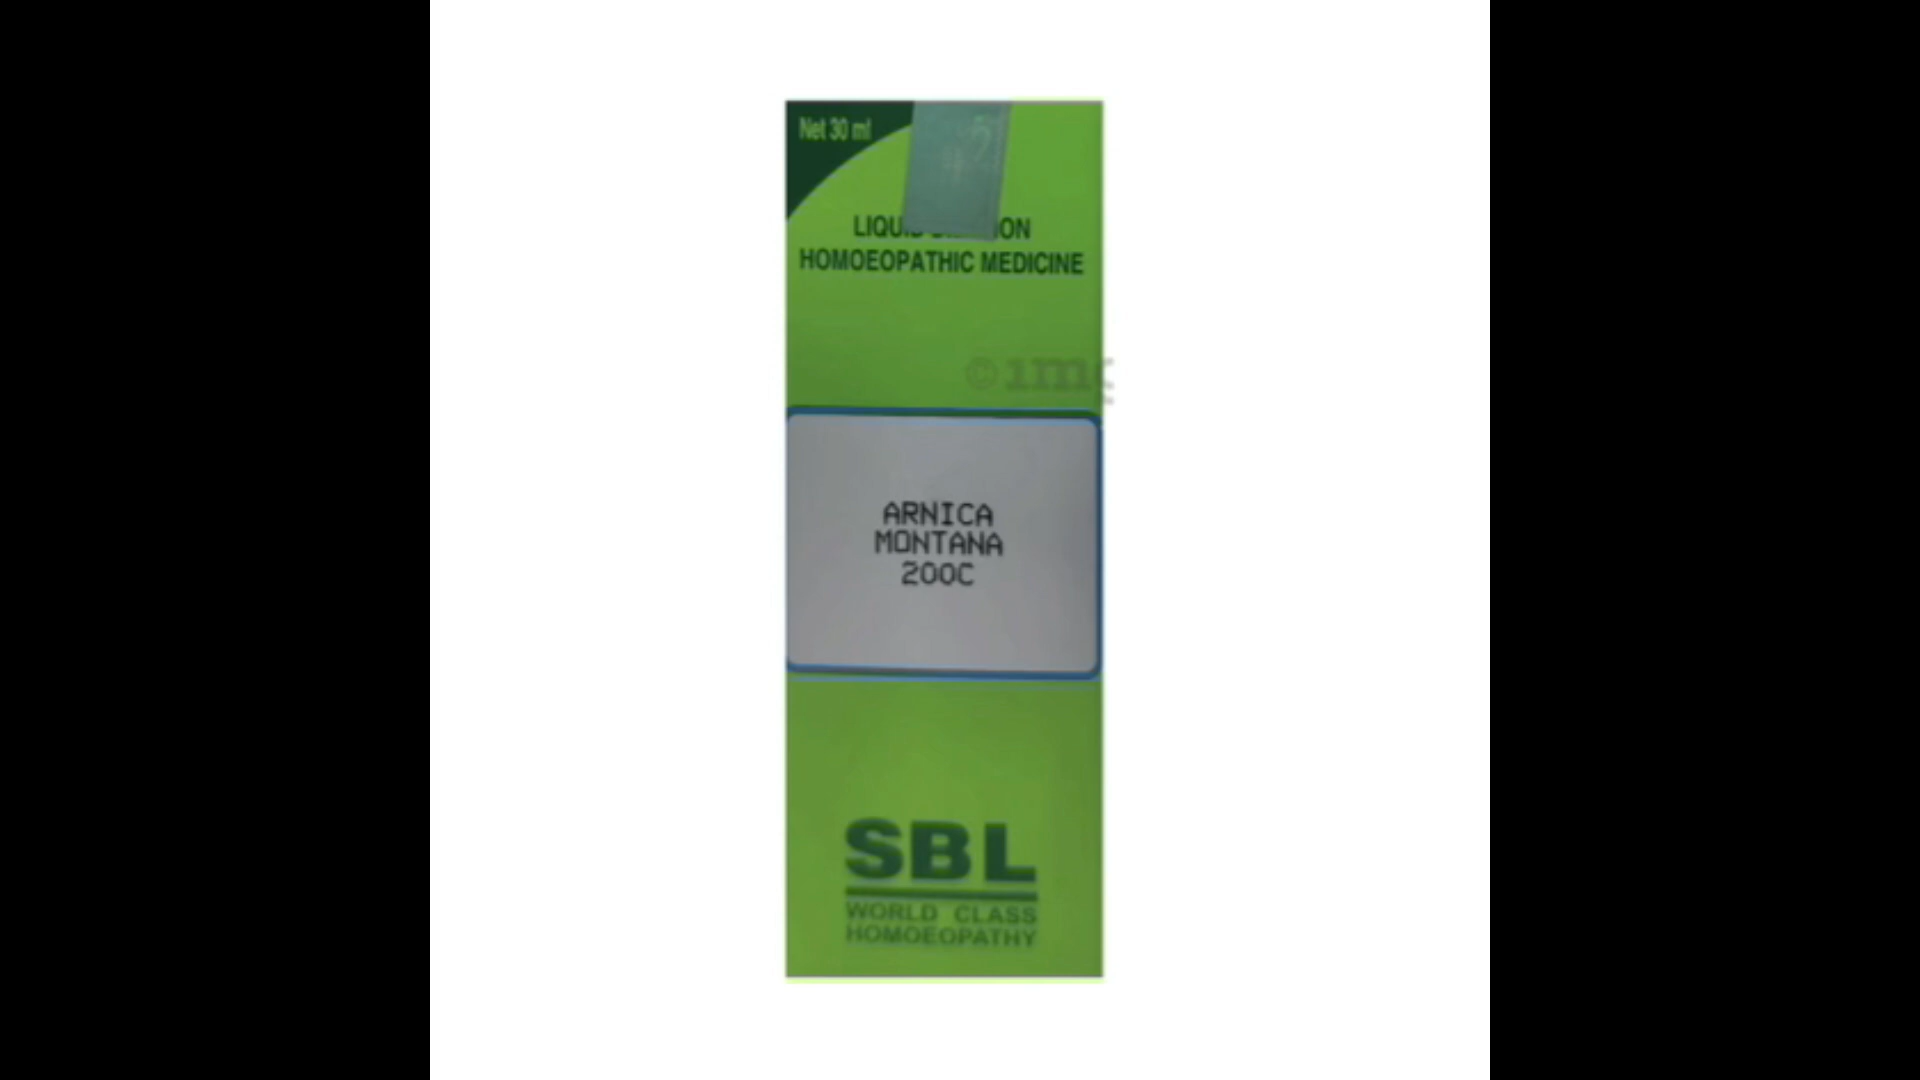 Net 30 ml
HOMOEOPATHIC MEDICINE
ARNICA
MONTANA
200C
SBL
WORLD CLASS
HOMOEOPATHY